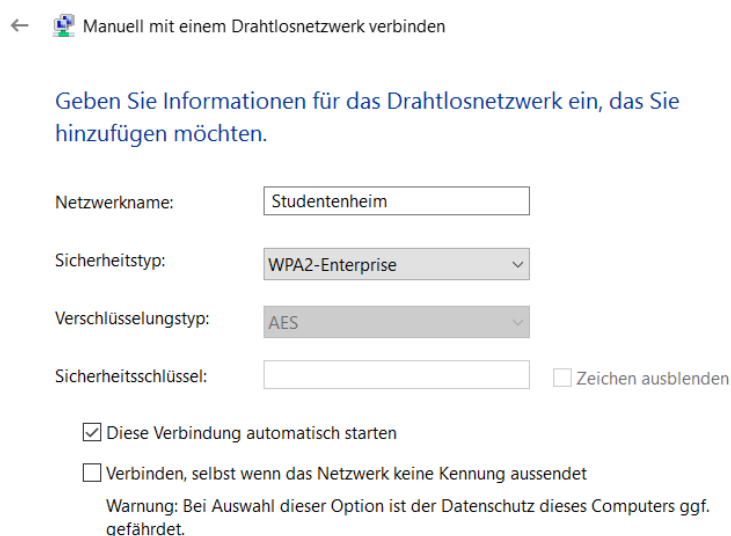 Manuell mit einem Drahtlosnetzwerk verbinden
Geben Sie Informationen für das Drahtlosnetzwerk ein, das Sie
hinzufügen möchten.
Netzwerkname: Studentenheim
Sicherheitstyp: WPA2-Enterprise
Verschlüsselungstyp: AES
Sicherheitsschlüssel: Zeichen ausblenden
Diese Verbindung automatisch starten
Verbinden, selbst wenn das Netzwerk keine Kennung aussendet
Warnung: Bei Auswahl dieser Option ist der Datenschutz dieses Computers ggf.
gefährdet.